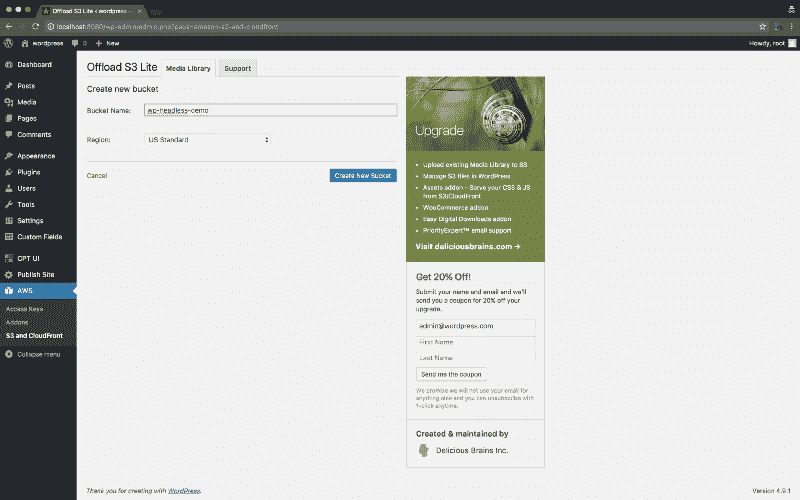 Offload S3 Lite ‹ wordpress —
localhost:8080/wp-admin/admin.php?page=amazon-s3-and-cloudfront
wordpress 0 + New Howdy, root
Dashboard
Posts
Media
Pages
Comments
Appearance
Plugins
Users
Tools
Settings
Custom Fields
CPT UI
Publish Site
AWS
Access Keys
Addons
S3 and CloudFront
Collapse menu
Offload S3 Lite Media Library Support
Create new bucket
Bucket Name: wp-headless-demo
Region: US Standard
Cancel Create New Bucket
Upgrade
• Upload existing Media Library to S3
• Manage S3 files in WordPress
• Assets addon - Serve your CSS & JS
from S3/CloudFront
• WooCommerce addon
• Easy Digital Downloads addon
• PriorityExpert™ email support
Visit deliciousbrains.com →
Get 20% Off!
Submit your name and email and we'll
send you a coupon for 20% off your
upgrade.
admin@wordpress.com
First Name
Last Name
Send me the coupon
We promise we will not use your email for
anything else and you can unsubscribe with
1-click anytime.
Created & maintained by
Delicious Brains Inc.
Thank you for creating with WordPress.
Version 4.9.1